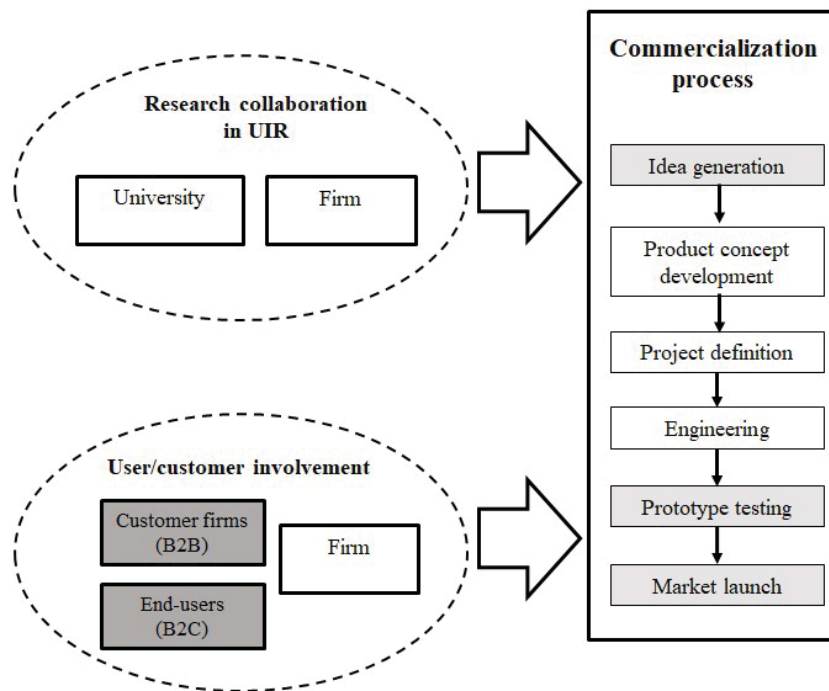 Research collaboration
in UIR
University
Firm
User/customer involvement
Customer firms
(B2B)
End-users
(B2C)
Firm
Commercialization
process
Idea generation
Product concept
development
Project definition
Engineering
Prototype testing
Market launch